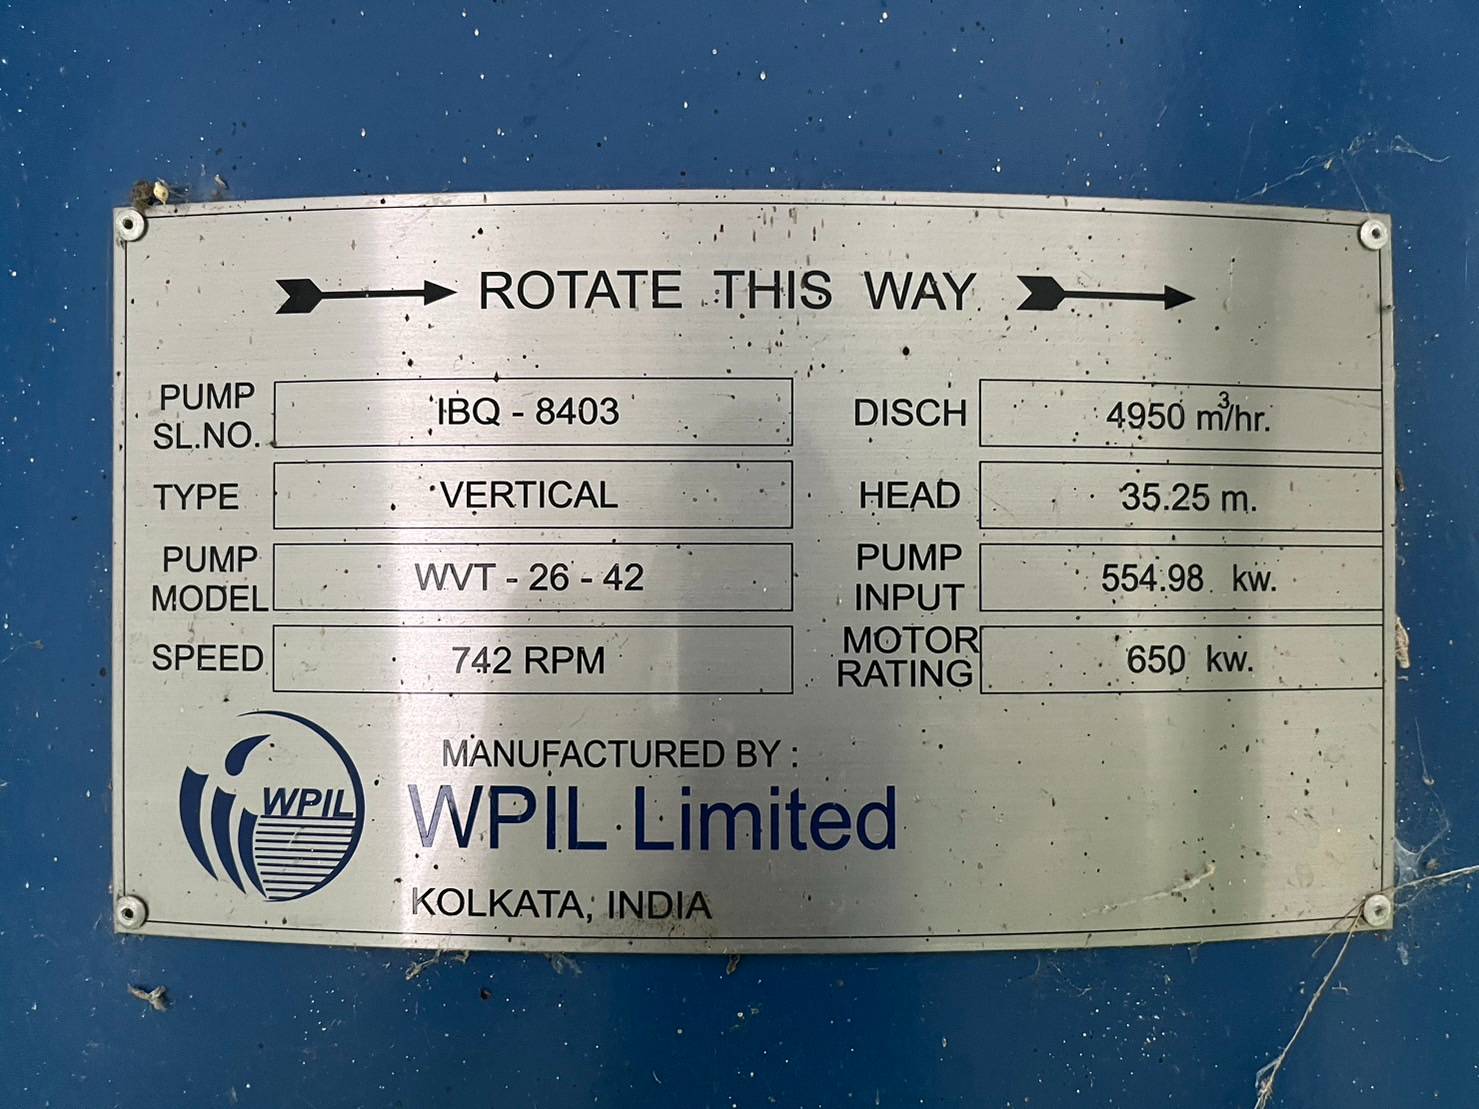 ROTATE THIS WAY
PUMP SL.NO. IBQ - 8403
DISCH 4950 m³/hr.
TYPE VERTICAL
HEAD 35.25 m.
PUMP MODEL WVT - 26 - 42
PUMP INPUT 554.98 kw.
SPEED 742 RPM
MOTOR RATING 650 kw.
WPIL
MANUFACTURED BY :
WPIL Limited
KOLKATA, INDIA